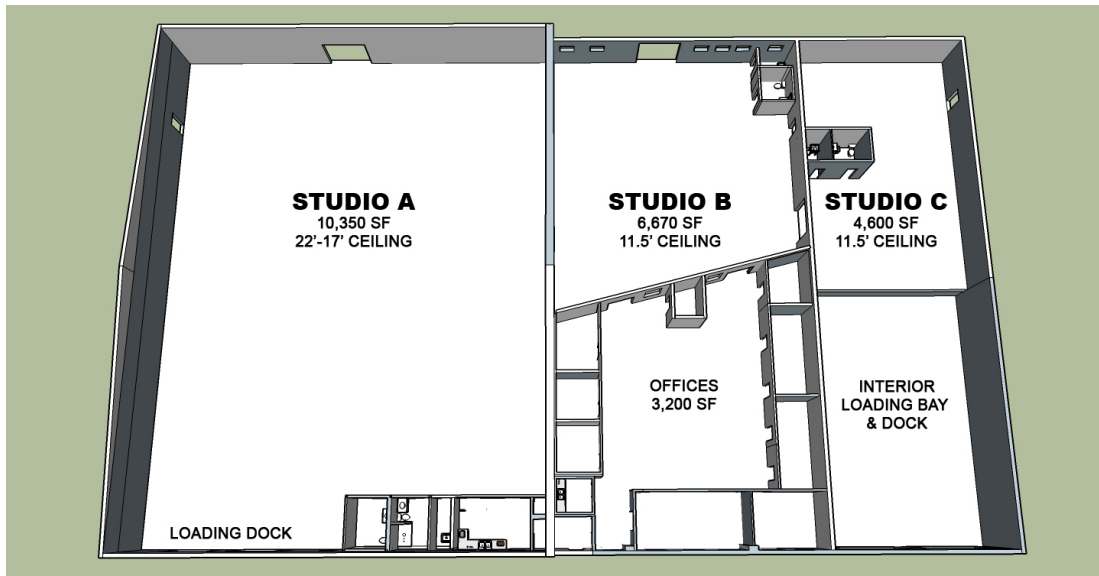 STUDIO A
10,350 SF
22'-17' CEILING
STUDIO B
6,670 SF
11.5' CEILING
STUDIO C
4,600 SF
11.5' CEILING
OFFICES
3,200 SF
INTERIOR
LOADING BAY
& DOCK
LOADING DOCK